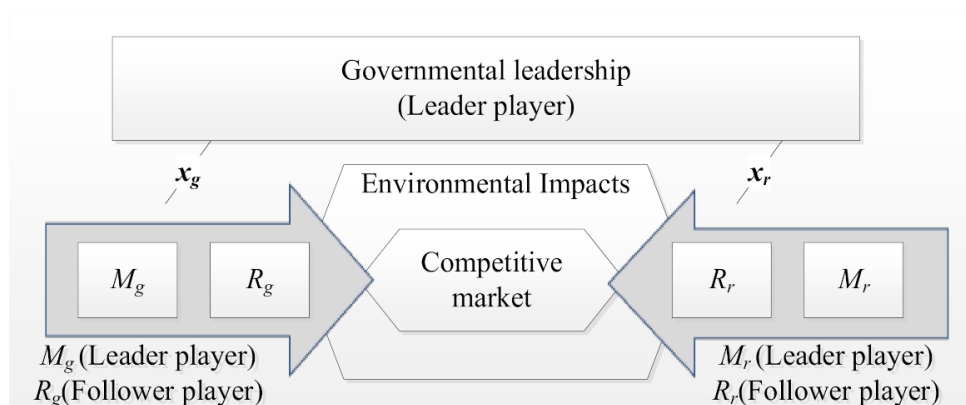 Governmental leadership
(Leader player)
x_g
x_r
Environmental Impacts
M_g
R_g
Competitive
market
R_r
M_r
M_g (Leader player)
R_g(Follower player)
M_r (Leader player)
R_r(Follower player)